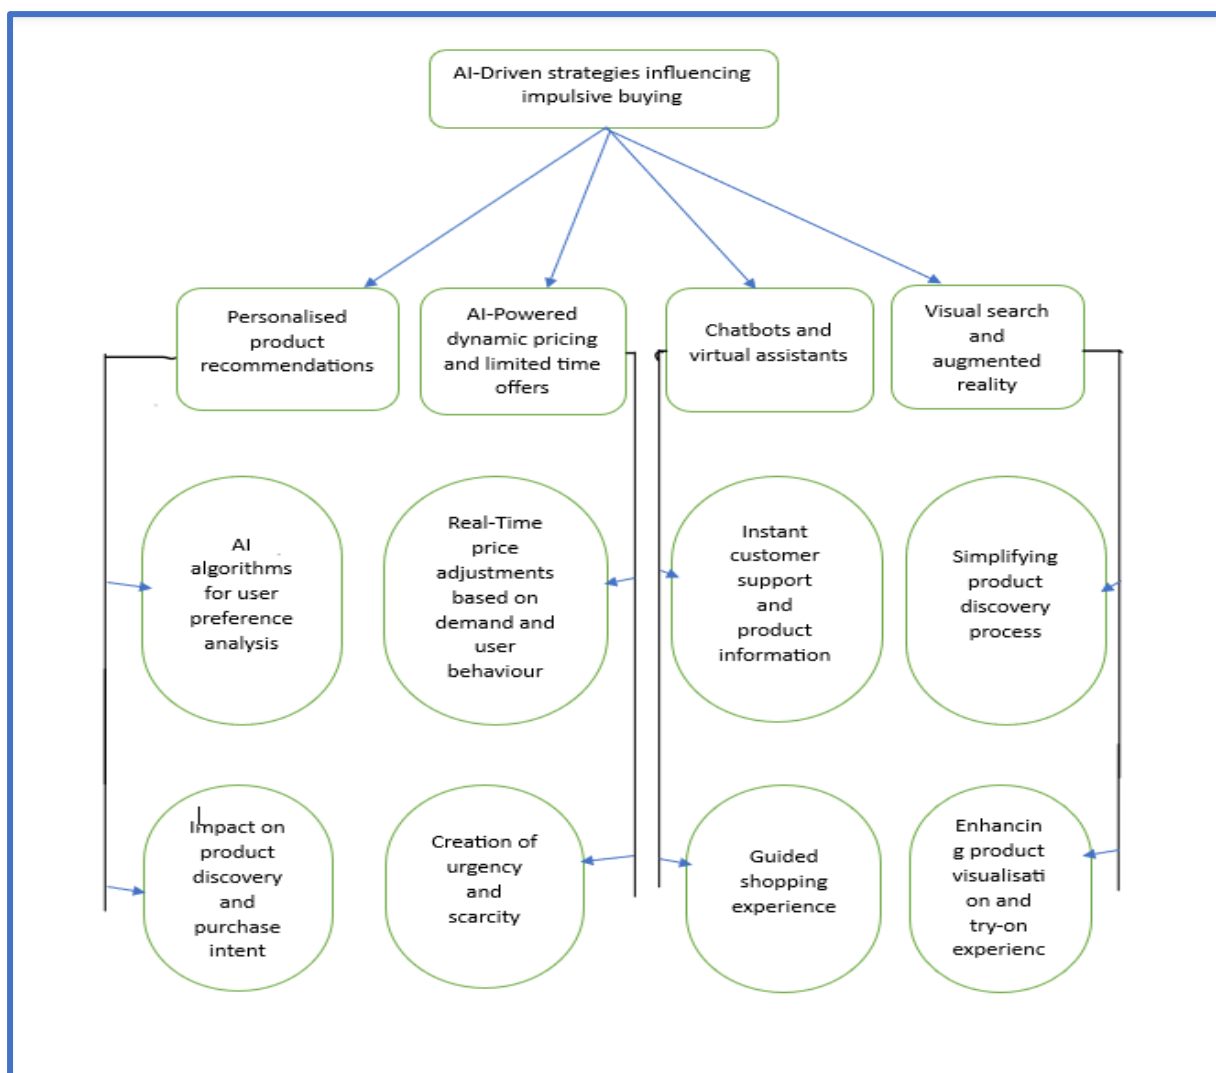 AI-Driven strategies influencing
impulsive buying
Personalised
product
recommendations
AI-Powered
dynamic pricing
and limited time
offers
Chatbots and
virtual assistants
Visual search
and
augmented
reality
AI
algorithms
for user
preference
analysis
Real-Time
price
adjustments
based on
demand and
user
behaviour
Instant
customer
support
and
product
information
Simplifying
product
discovery
process
Impact on
product
discovery
and
purchase
intent
Creation of
urgency
and
scarcity
Guided
shopping
experience
Enhancin
g product
visualisati
on and
try-on
experienc